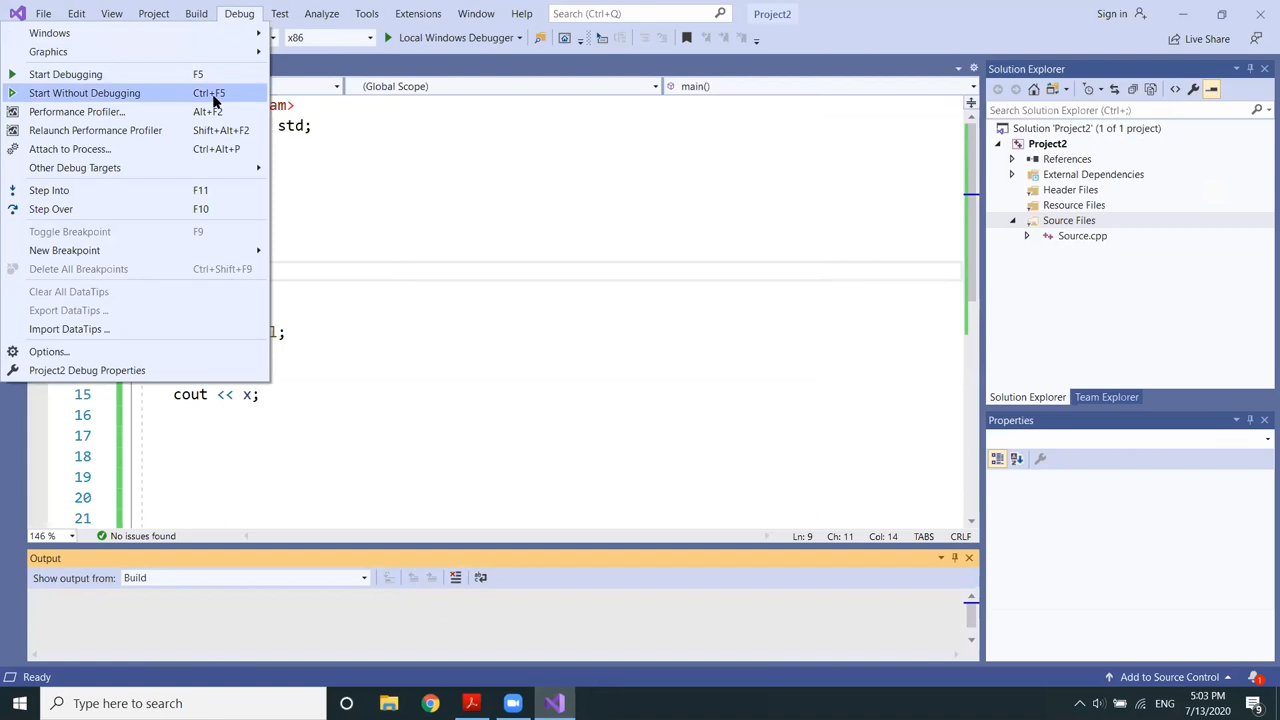 File Edit View Project Build Debug Test Analyze Tools Extensions Window Help Search (Ctrl+Q) Project2 Sign in
x86 Local Windows Debugger Live Share
Windows
Graphics
Start Debugging F5
Start Without Debugging Ctrl+F5
Performance Profiler... Alt+F2
Relaunch Performance Profiler Shift+Alt+F2
Attach to Process... Ctrl+Alt+P
Other Debug Targets
Step Into F11
Step Over F10
Toggle Breakpoint F9
New Breakpoint
Delete All Breakpoints Ctrl+Shift+F9
Clear All DataTips
Export DataTips ...
Import DataTips ...
Options...
Project2 Debug Properties
(Global Scope) main()
am>
std;
;
15 cout << x;
16
17
18
19
20
21
146 % No issues found Ln: 9 Ch: 11 Col: 14 TABS CRLF
Output
Show output from: Build
Solution Explorer
Search Solution Explorer (Ctrl+;)
Solution 'Project2' (1 of 1 project)
Project2
References
External Dependencies
Header Files
Resource Files
Source Files
Source.cpp
Solution Explorer Team Explorer
Properties
Ready Add to Source Control 1
Type here to search ENG 5:03 PM
7/13/2020 9